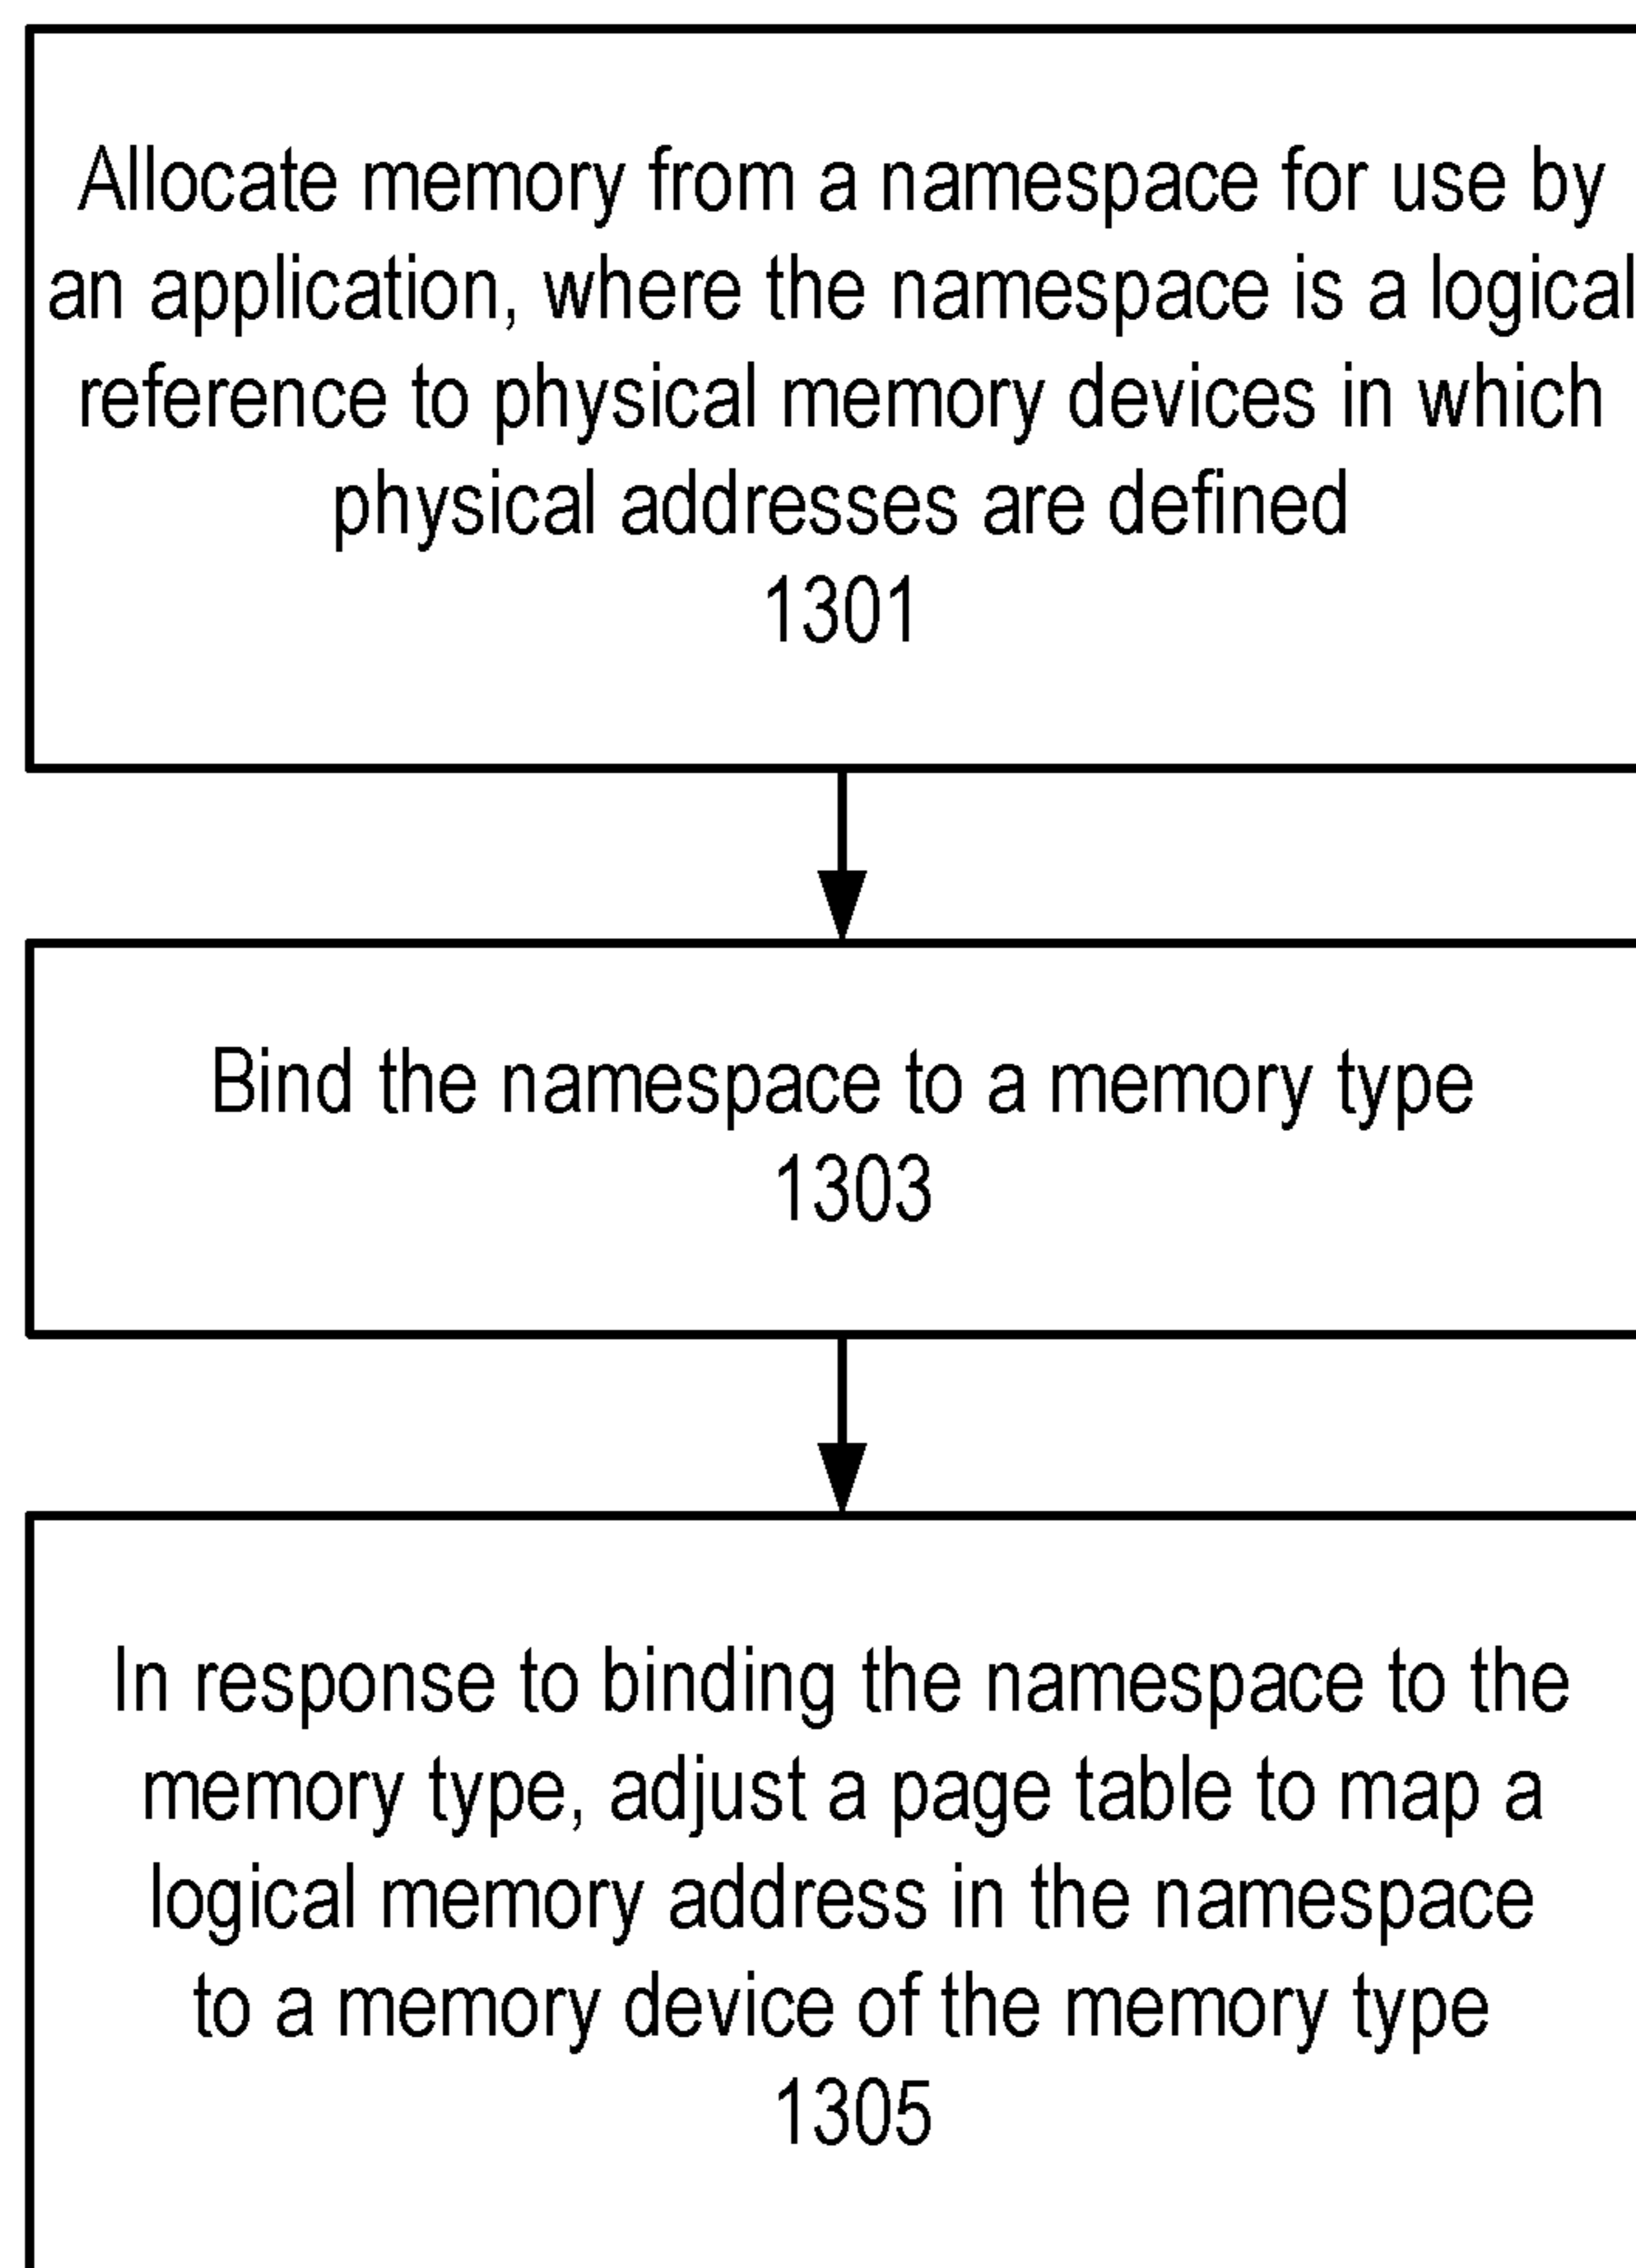 Allocate memory from a namespace for use by
an application, where the namespace is a logical
reference to physical memory devices in which
physical addresses are defined
1301
Bind the namespace to a memory type
1303
In response to binding the namespace to the
memory type, adjust a page table to map a
logical memory address in the namespace
to a memory device of the memory type
1305